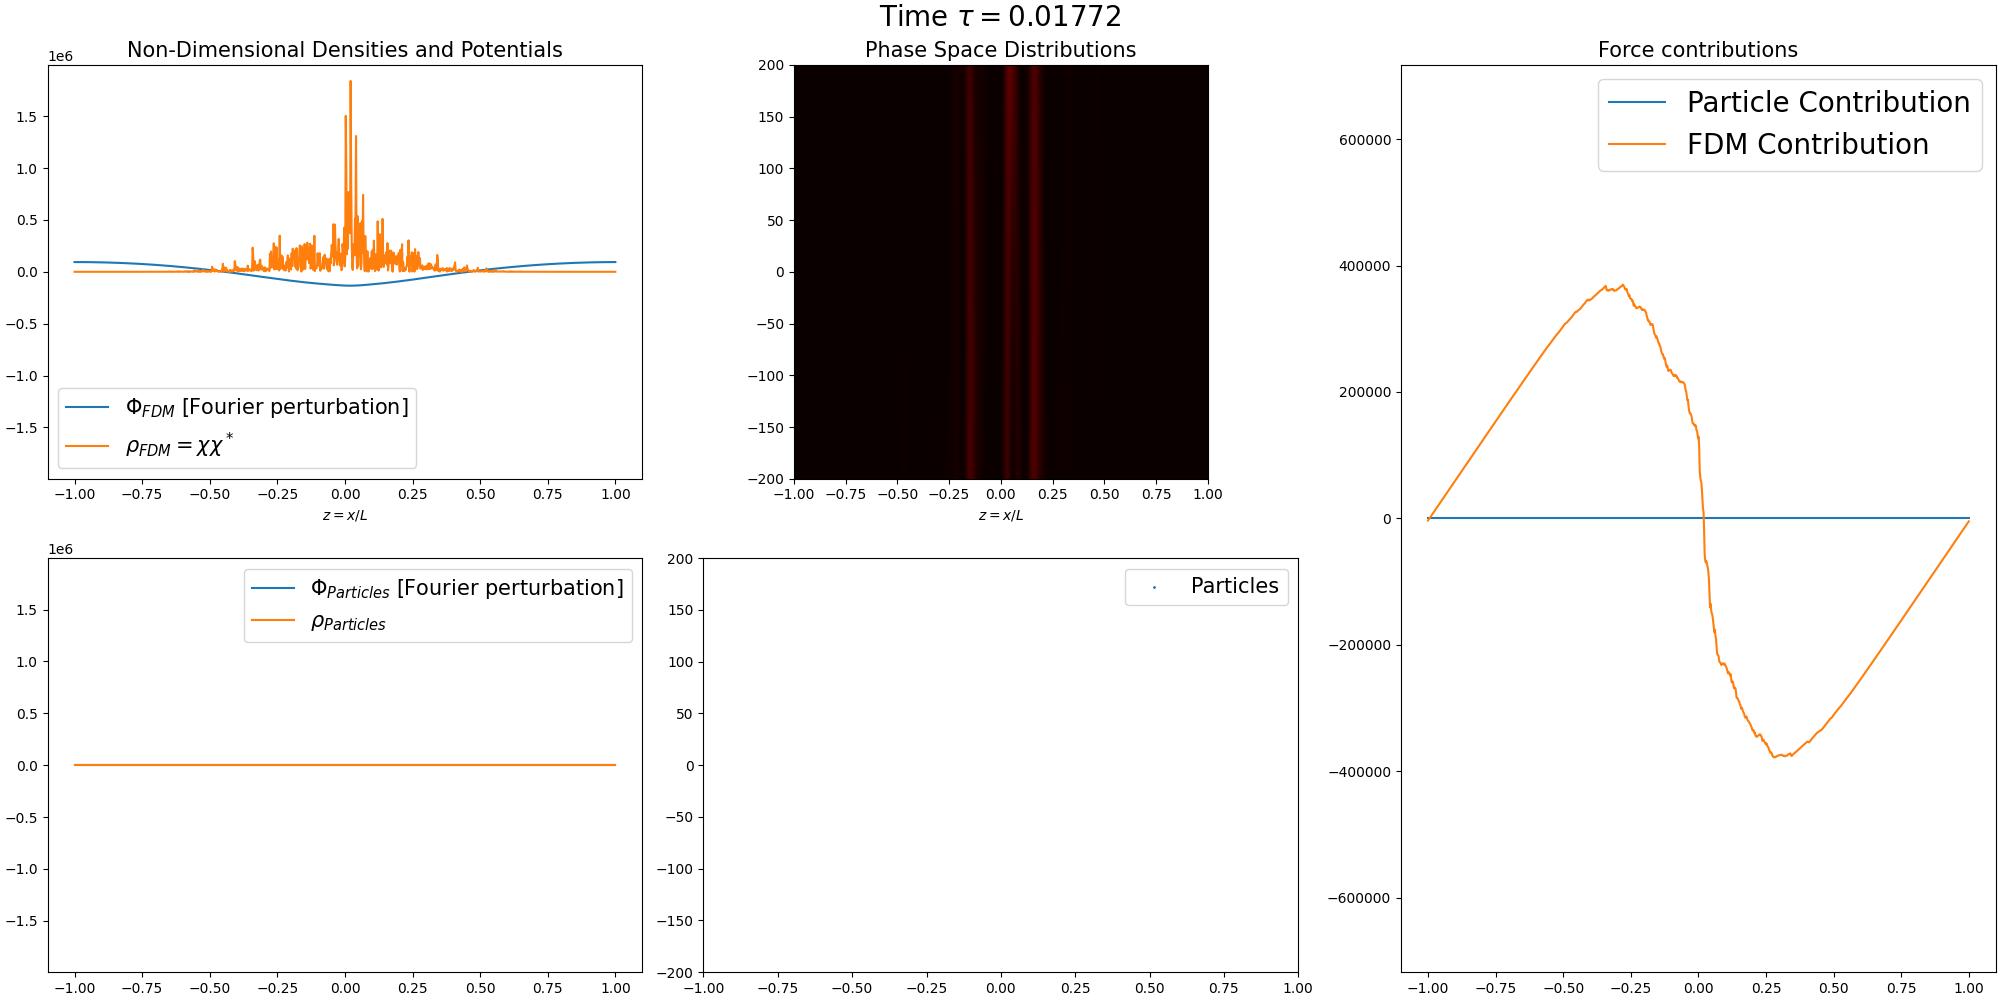 Time τ = 0.01772
Non-Dimensional Densities and Potentials
1e6
1.5
1.0
0.5
0.0
−0.5
−1.0
−1.5
Φ_FDM [Fourier perturbation]
ρ_FDM = χχ*
−1.00 −0.75 −0.50 −0.25 0.00 0.25 0.50 0.75 1.00
z = x/L
Phase Space Distributions
200
150
100
50
0
−50
−100
−150
−200
−1.00 −0.75 −0.50 −0.25 0.00 0.25 0.50 0.75 1.00
z = x/L
Force contributions
Particle Contribution
FDM Contribution
600000
400000
200000
0
−200000
−400000
−600000
−1.00 −0.75 −0.50 −0.25 0.00 0.25 0.50 0.75 1.00
1e6
Φ_Particles [Fourier perturbation]
ρ_Particles
1.5
1.0
0.5
0.0
−0.5
−1.0
−1.5
−1.00 −0.75 −0.50 −0.25 0.00 0.25 0.50 0.75 1.00
Particles
200
150
100
50
0
−50
−100
−150
−200
−1.00 −0.75 −0.50 −0.25 0.00 0.25 0.50 0.75 1.00